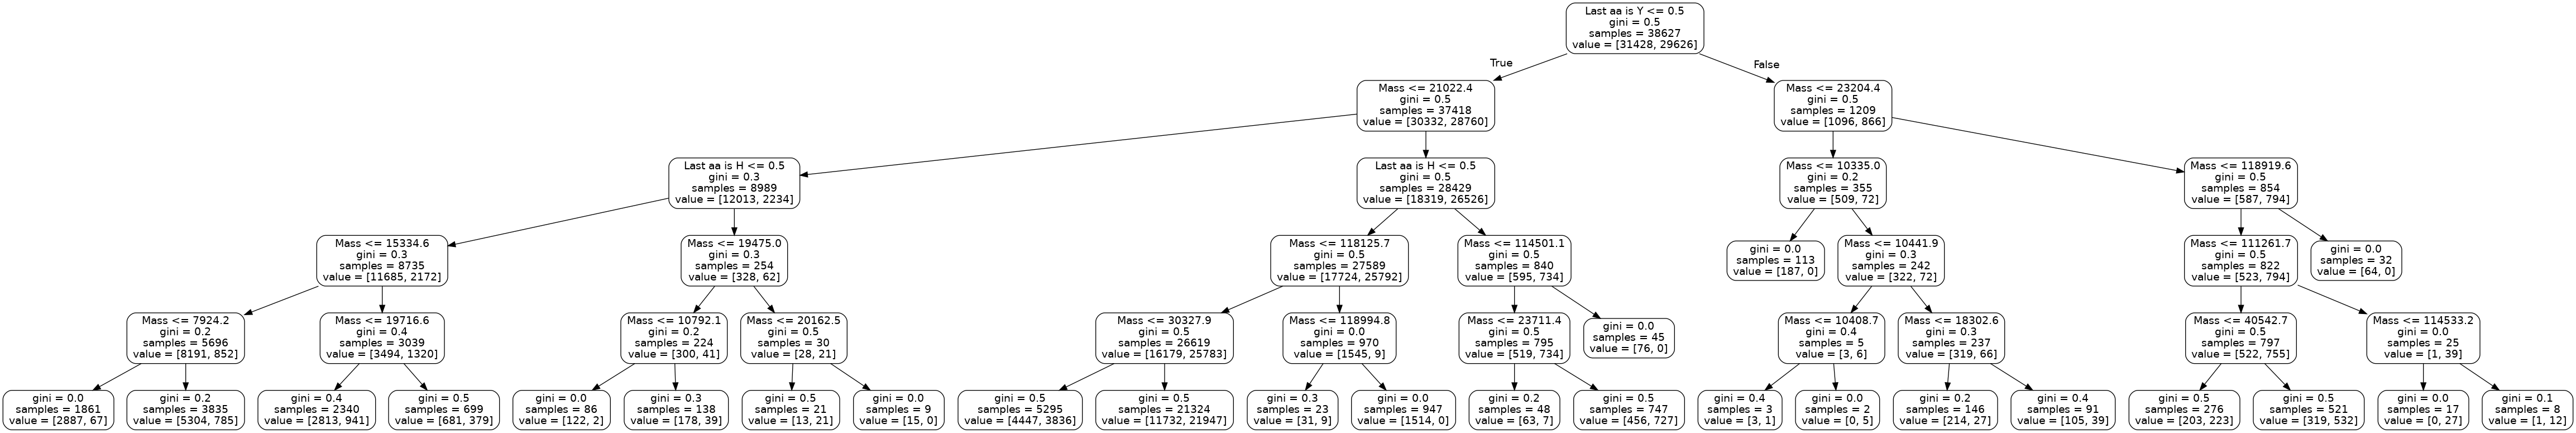 Last aa is Y <= 0.5
gini = 0.5
samples = 38627
value = [31428, 29626]
True
False
Mass <= 21022.4
gini = 0.5
samples = 37418
value = [30332, 28760]
Mass <= 23204.4
gini = 0.5
samples = 1209
value = [1096, 866]
Last aa is H <= 0.5
gini = 0.3
samples = 8989
value = [12013, 2234]
Last aa is H <= 0.5
gini = 0.5
samples = 28429
value = [18319, 26526]
Mass <= 10335.0
gini = 0.2
samples = 355
value = [509, 72]
Mass <= 118919.6
gini = 0.5
samples = 854
value = [587, 794]
Mass <= 15334.6
gini = 0.3
samples = 8735
value = [11685, 2172]
Mass <= 19475.0
gini = 0.3
samples = 254
value = [328, 62]
Mass <= 118125.7
gini = 0.5
samples = 27589
value = [17724, 25792]
Mass <= 114501.1
gini = 0.5
samples = 840
value = [595, 734]
gini = 0.0
samples = 113
value = [187, 0]
Mass <= 10441.9
gini = 0.3
samples = 242
value = [322, 72]
Mass <= 111261.7
gini = 0.5
samples = 822
value = [523, 794]
gini = 0.0
samples = 32
value = [64, 0]
Mass <= 7924.2
gini = 0.2
samples = 5696
value = [8191, 852]
Mass <= 19716.6
gini = 0.4
samples = 3039
value = [3494, 1320]
Mass <= 10792.1
gini = 0.2
samples = 224
value = [300, 41]
Mass <= 20162.5
gini = 0.5
samples = 30
value = [28, 21]
Mass <= 30327.9
gini = 0.5
samples = 26619
value = [16179, 25783]
Mass <= 118994.8
gini = 0.0
samples = 970
value = [1545, 9]
Mass <= 23711.4
gini = 0.5
samples = 795
value = [519, 734]
gini = 0.0
samples = 45
value = [76, 0]
Mass <= 10408.7
gini = 0.4
samples = 5
value = [3, 6]
Mass <= 18302.6
gini = 0.3
samples = 237
value = [319, 66]
Mass <= 40542.7
gini = 0.5
samples = 797
value = [522, 755]
Mass <= 114533.2
gini = 0.0
samples = 25
value = [1, 39]
gini = 0.0
samples = 1861
value = [2887, 67]
gini = 0.2
samples = 3835
value = [5304, 785]
gini = 0.4
samples = 2340
value = [2813, 941]
gini = 0.5
samples = 699
value = [681, 379]
gini = 0.0
samples = 86
value = [122, 2]
gini = 0.3
samples = 138
value = [178, 39]
gini = 0.5
samples = 21
value = [13, 21]
gini = 0.0
samples = 9
value = [15, 0]
gini = 0.5
samples = 5295
value = [4447, 3836]
gini = 0.5
samples = 21324
value = [11732, 21947]
gini = 0.3
samples = 23
value = [31, 9]
gini = 0.0
samples = 947
value = [1514, 0]
gini = 0.2
samples = 48
value = [63, 7]
gini = 0.5
samples = 747
value = [456, 727]
gini = 0.4
samples = 3
value = [3, 1]
gini = 0.0
samples = 2
value = [0, 5]
gini = 0.2
samples = 146
value = [214, 27]
gini = 0.4
samples = 91
value = [105, 39]
gini = 0.5
samples = 276
value = [203, 223]
gini = 0.5
samples = 521
value = [319, 532]
gini = 0.0
samples = 17
value = [0, 27]
gini = 0.1
samples = 8
value = [1, 12]